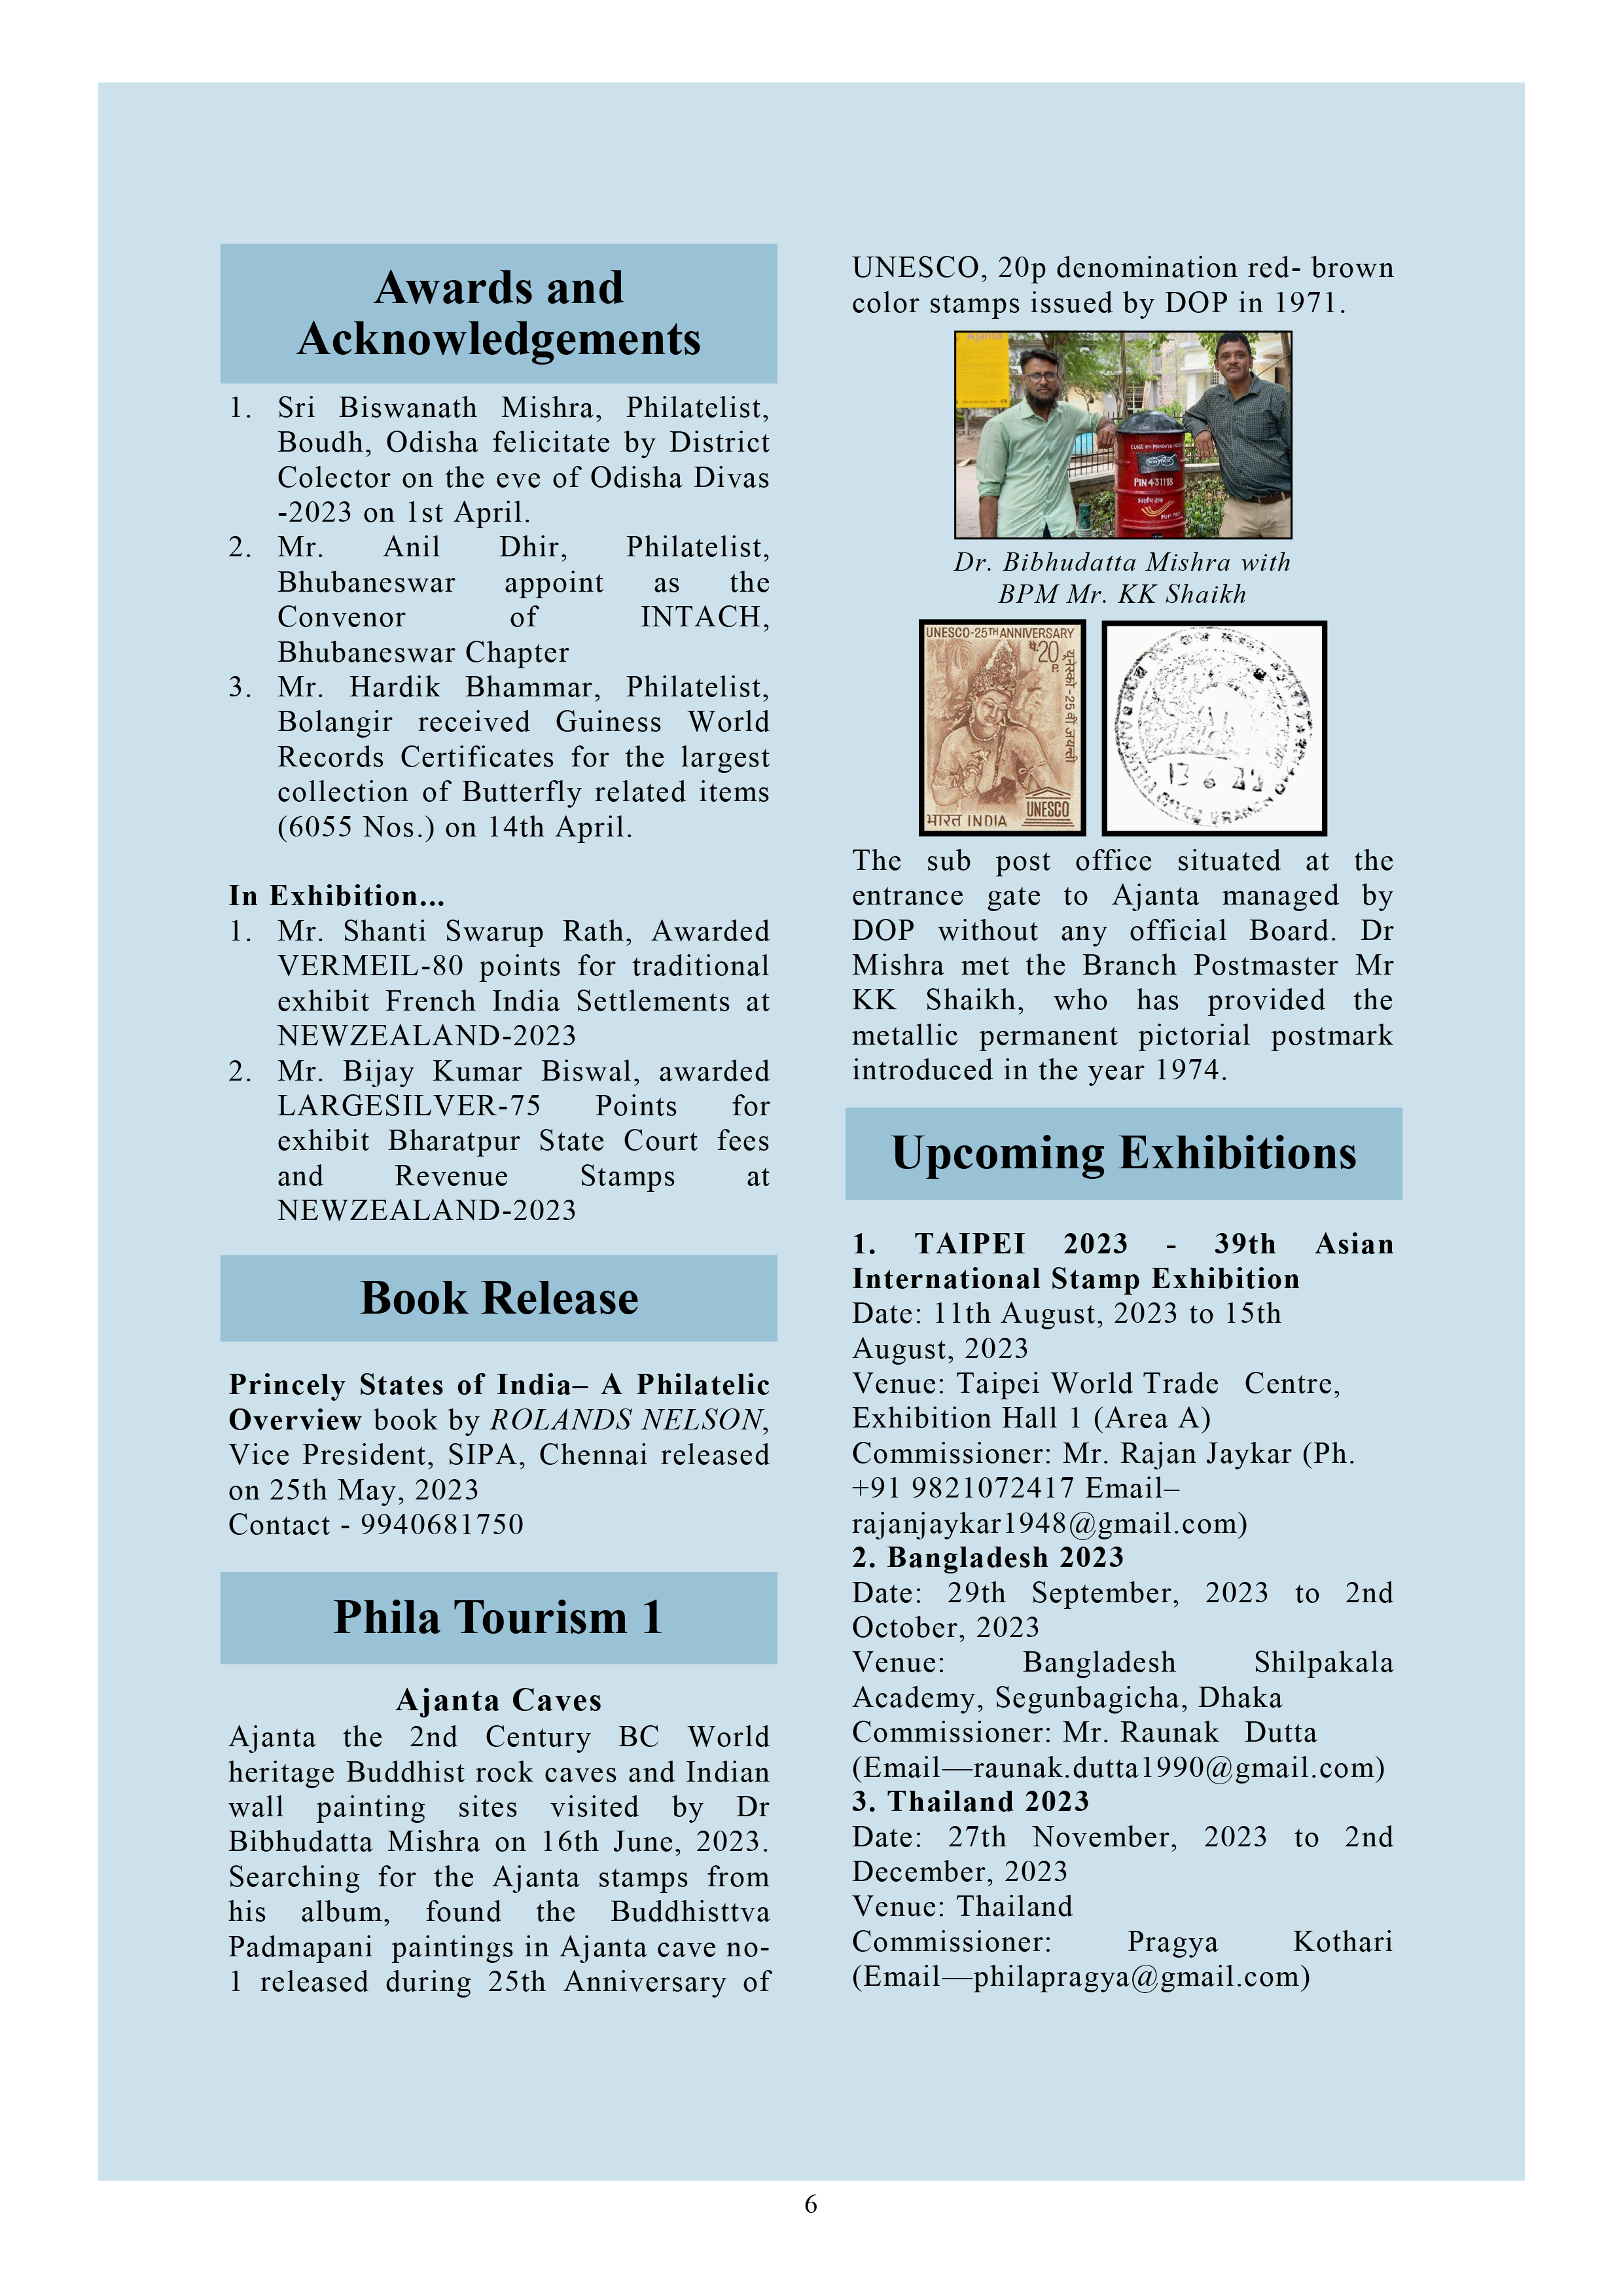 Awards and
Acknowledgements
1. Sri Biswanath Mishra, Philatelist,
Boudh, Odisha felicitate by District
Colector on the eve of Odisha Divas
-2023 on 1st April.
2. Mr. Anil Dhir, Philatelist,
Bhubaneswar appoint as the
Convenor of INTACH,
Bhubaneswar Chapter
3. Mr. Hardik Bhammar, Philatelist,
Bolangir received Guiness World
Records Certificates for the largest
collection of Butterfly related items
(6055 Nos.) on 14th April.
In Exhibition...
1. Mr. Shanti Swarup Rath, Awarded
VERMEIL-80 points for traditional
exhibit French India Settlements at
NEWZEALAND-2023
2. Mr. Bijay Kumar Biswal, awarded
LARGESILVER-75 Points for
exhibit Bharatpur State Court fees
and Revenue Stamps at
NEWZEALAND-2023
Book Release
Princely States of India– A Philatelic
Overview book by ROLANDS NELSON,
Vice President, SIPA, Chennai released
on 25th May, 2023
Contact - 9940681750
Phila Tourism 1
Ajanta Caves
Ajanta the 2nd Century BC World
heritage Buddhist rock caves and Indian
wall painting sites visited by Dr
Bibhudatta Mishra on 16th June, 2023.
Searching for the Ajanta stamps from
his album, found the Buddhisttva
Padmapani paintings in Ajanta cave no-
1 released during 25th Anniversary of
UNESCO, 20p denomination red- brown
color stamps issued by DOP in 1971.
Ajanta
PIN 431118
Dr. Bibhudatta Mishra with
BPM Mr. KK Shaikh
UNESCO-25TH ANNIVERSARY
प. 20 P.
यूनेस्को-25 वीं जयन्ती
UNESCO
भारत INDIA
13 6
The sub post office situated at the
entrance gate to Ajanta managed by
DOP without any official Board. Dr
Mishra met the Branch Postmaster Mr
KK Shaikh, who has provided the
metallic permanent pictorial postmark
introduced in the year 1974.
Upcoming Exhibitions
1. TAIPEI 2023 - 39th Asian
International Stamp Exhibition
Date: 11th August, 2023 to 15th
August, 2023
Venue: Taipei World Trade Centre,
Exhibition Hall 1 (Area A)
Commissioner: Mr. Rajan Jaykar (Ph.
+91 9821072417 Email–
rajanjaykar1948@gmail.com)
2. Bangladesh 2023
Date: 29th September, 2023 to 2nd
October, 2023
Venue: Bangladesh Shilpakala
Academy, Segunbagicha, Dhaka
Commissioner: Mr. Raunak Dutta
(Email—raunak.dutta1990@gmail.com)
3. Thailand 2023
Date: 27th November, 2023 to 2nd
December, 2023
Venue: Thailand
Commissioner: Pragya Kothari
(Email—philapragya@gmail.com)
6